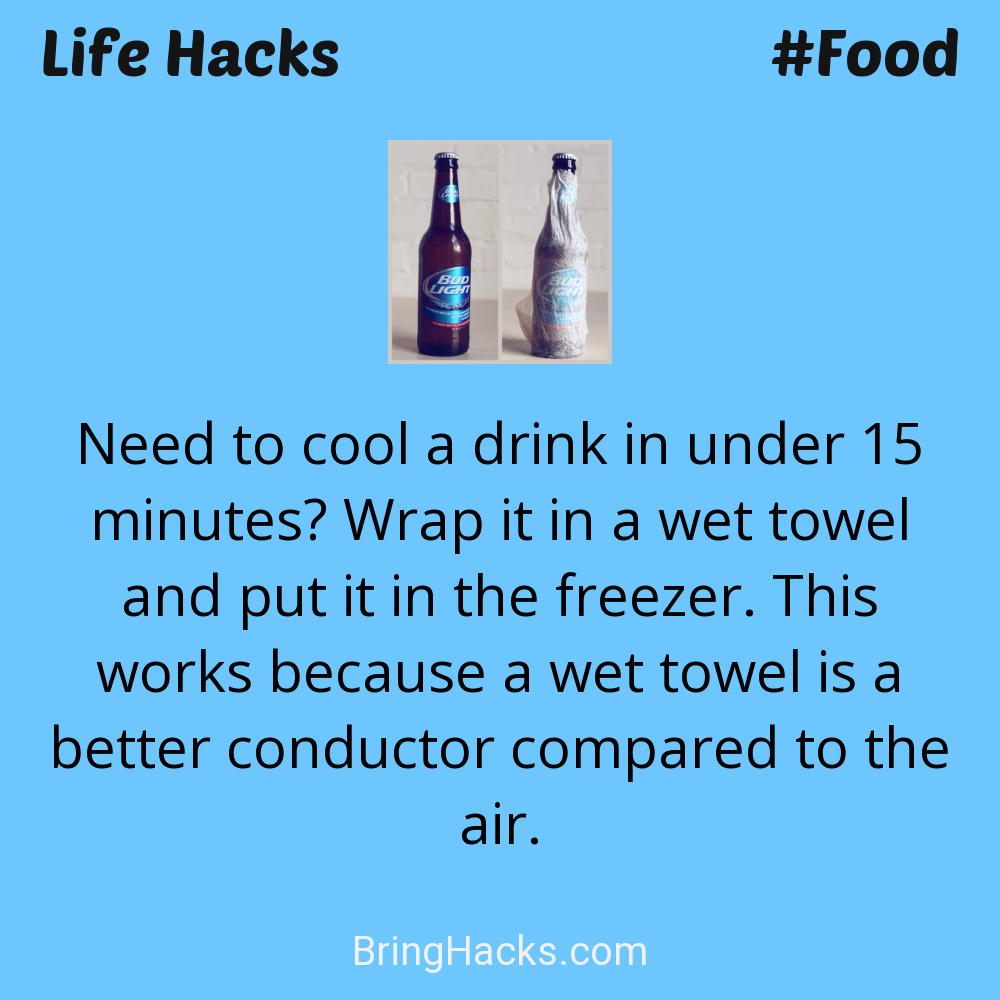 Life Hacks
#Food
BUD
LIGHT
BUD
LIGHT
Need to cool a drink in under 15
minutes? Wrap it in a wet towel
and put it in the freezer. This
works because a wet towel is a
better conductor compared to the
air.
BringHacks.com